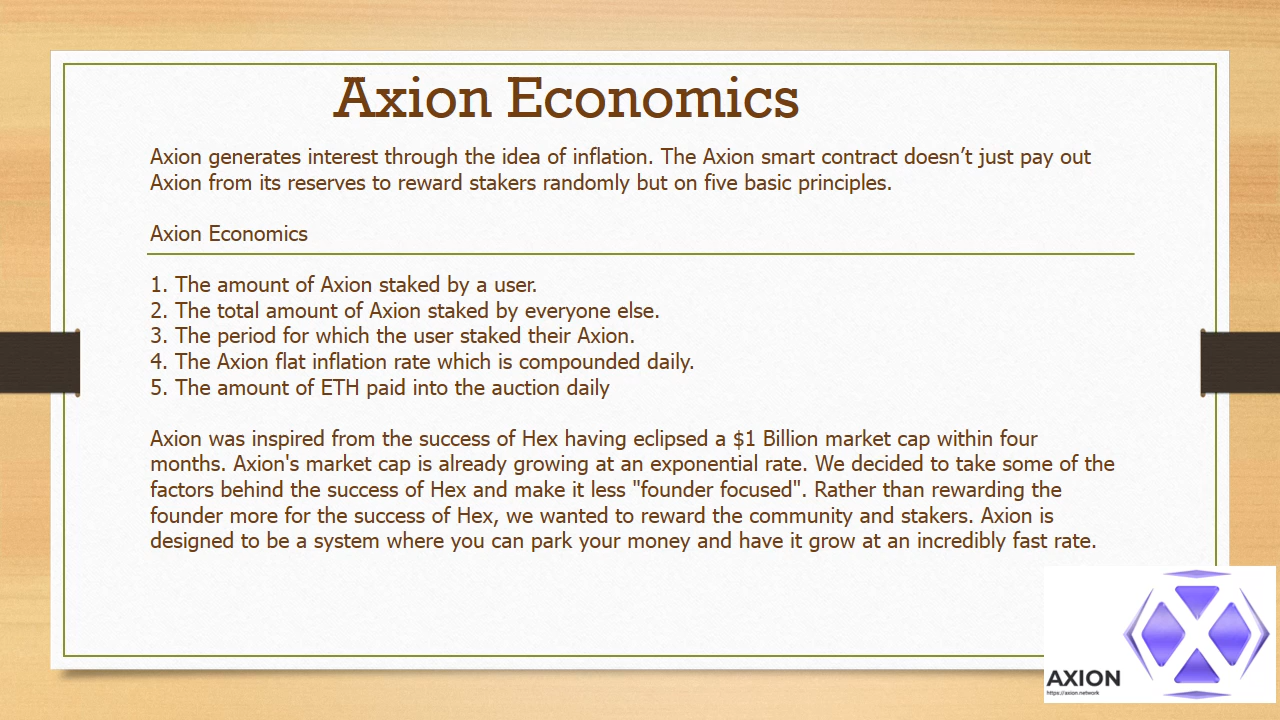 Axion Economics
Axion generates interest through the idea of inflation. The Axion smart contract doesn’t just pay out
Axion from its reserves to reward stakers randomly but on five basic principles.
Axion Economics
1. The amount of Axion staked by a user.
2. The total amount of Axion staked by everyone else.
3. The period for which the user staked their Axion.
4. The Axion flat inflation rate which is compounded daily.
5. The amount of ETH paid into the auction daily
Axion was inspired from the success of Hex having eclipsed a $1 Billion market cap within four
months. Axion's market cap is already growing at an exponential rate. We decided to take some of the
factors behind the success of Hex and make it less "founder focused". Rather than rewarding the
founder more for the success of Hex, we wanted to reward the community and stakers. Axion is
designed to be a system where you can park your money and have it grow at an incredibly fast rate.
AXION
https://axion.network